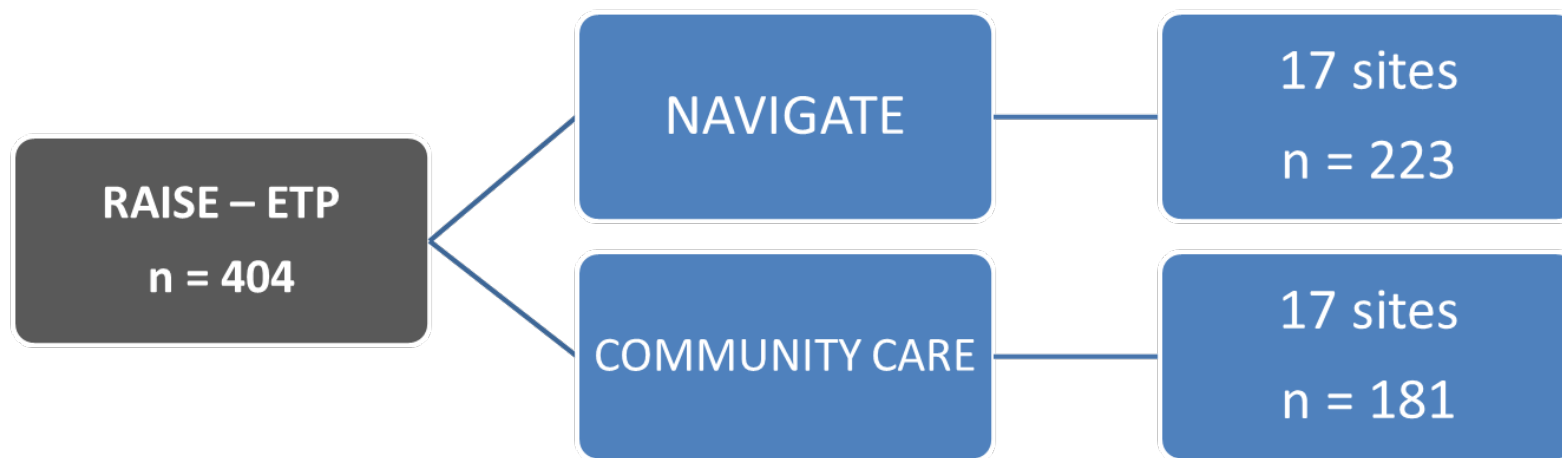 RAISE – ETP
n = 404
NAVIGATE
17 sites
n = 223
COMMUNITY CARE
17 sites
n = 181